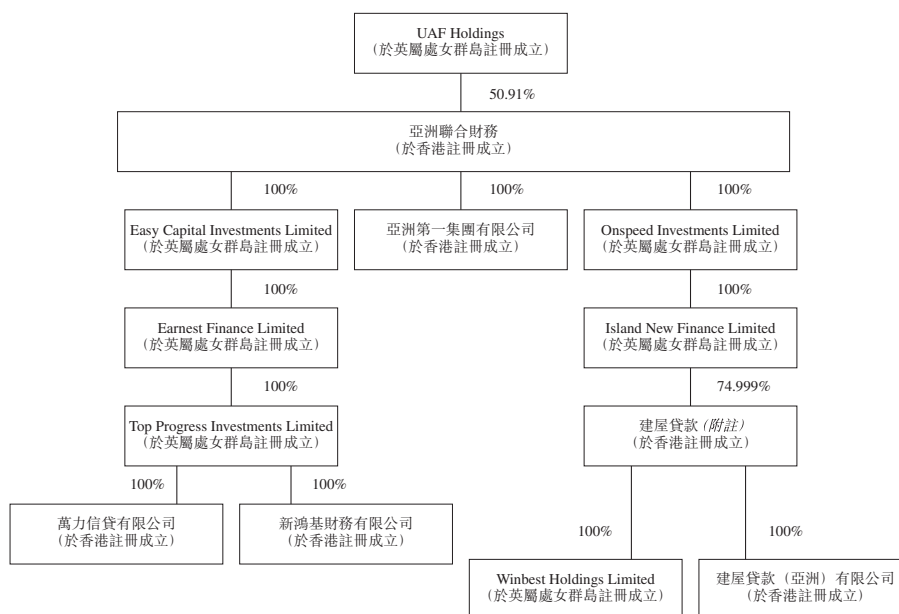 UAF Holdings
(於英屬處女群島註冊成立)
50.91%
亞洲聯合財務
(於香港註冊成立)
100%
100%
100%
Easy Capital Investments Limited
(於英屬處女群島註冊成立)
亞洲第一集團有限公司
(於香港註冊成立)
Onspeed Investments Limited
(於英屬處女群島註冊成立)
100%
100%
Earnest Finance Limited
(於英屬處女群島註冊成立)
Island New Finance Limited
(於英屬處女群島註冊成立)
100%
74.999%
Top Progress Investments Limited
(於英屬處女群島註冊成立)
建屋貸款(附註)
(於香港註冊成立)
100%
100%
萬力信貸有限公司
(於香港註冊成立)
新鴻基財務有限公司
(於香港註冊成立)
100%
100%
Winbest Holdings Limited
(於英屬處女群島註冊成立)
建屋貸款(亞洲)有限公司
(於香港註冊成立)